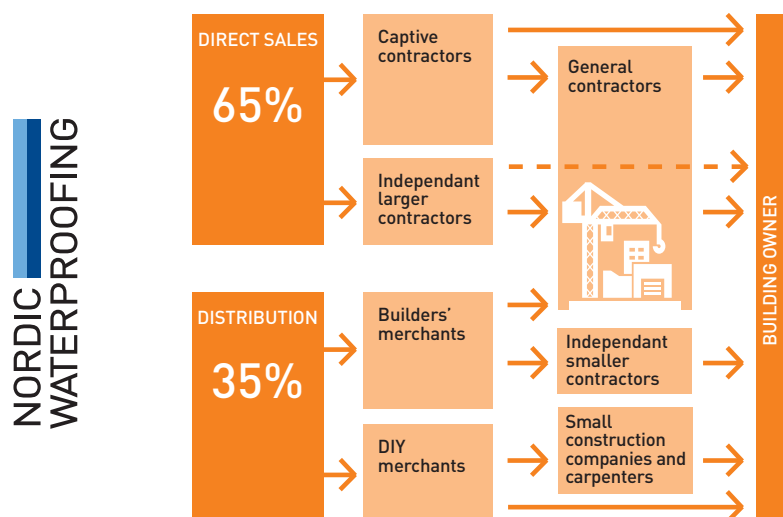 NORDIC
WATERPROOFING
DIRECT SALES
65%
Captive
contractors
General
contractors
Independant
larger
contractors
DISTRIBUTION
35%
Builders'
merchants
Independant
smaller
contractors
DIY
merchants
Small
construction
companies and
carpenters
BUILDING OWNER